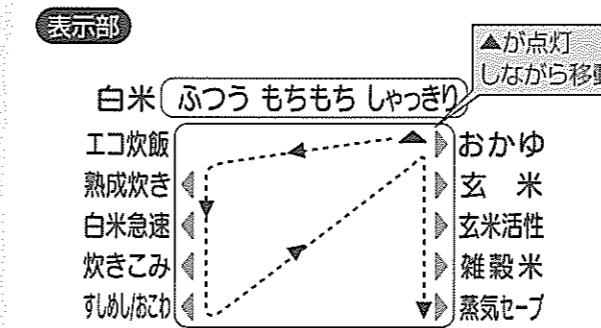 表示部
▲が点灯
しながら移動
白米 ふつう もちもち しゃっきり
エコ炊飯 おかゆ
熟成炊き 玄 米
白米急速 玄米活性
炊きこみ 雑穀米
すしめし/おこわ 蒸気セーブ